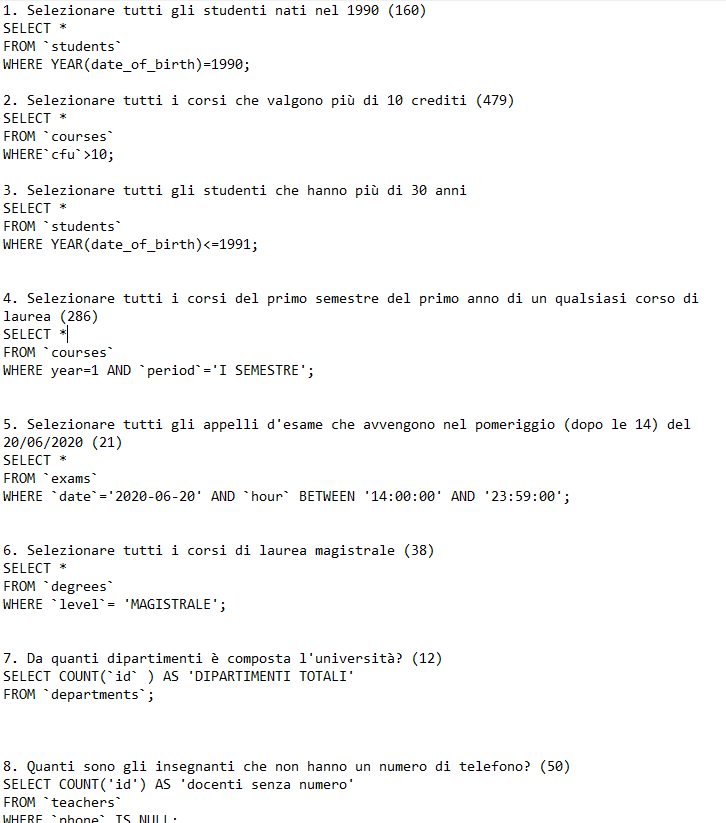 1. Selezionare tutti gli studenti nati nel 1990 (160)
SELECT *
FROM `students`
WHERE YEAR(date_of_birth)=1990;
2. Selezionare tutti i corsi che valgono più di 10 crediti (479)
SELECT *
FROM `courses`
WHERE`cfu`>10;
3. Selezionare tutti gli studenti che hanno più di 30 anni
SELECT *
FROM `students`
WHERE YEAR(date_of_birth)<=1991;
4. Selezionare tutti i corsi del primo semestre del primo anno di un qualsiasi corso di
laurea (286)
SELECT *
FROM `courses`
WHERE year=1 AND `period`='I SEMESTRE';
5. Selezionare tutti gli appelli d'esame che avvengono nel pomeriggio (dopo le 14) del
20/06/2020 (21)
SELECT *
FROM `exams`
WHERE `date`='2020-06-20' AND `hour` BETWEEN '14:00:00' AND '23:59:00';
6. Selezionare tutti i corsi di laurea magistrale (38)
SELECT *
FROM `degrees`
WHERE `level`= 'MAGISTRALE';
7. Da quanti dipartimenti è composta l'università? (12)
SELECT COUNT(`id` ) AS 'DIPARTIMENTI TOTALI'
FROM `departments`;
8. Quanti sono gli insegnanti che non hanno un numero di telefono? (50)
SELECT COUNT('id') AS 'docenti senza numero'
FROM `teachers`
WHERE `phone` IS NULL;